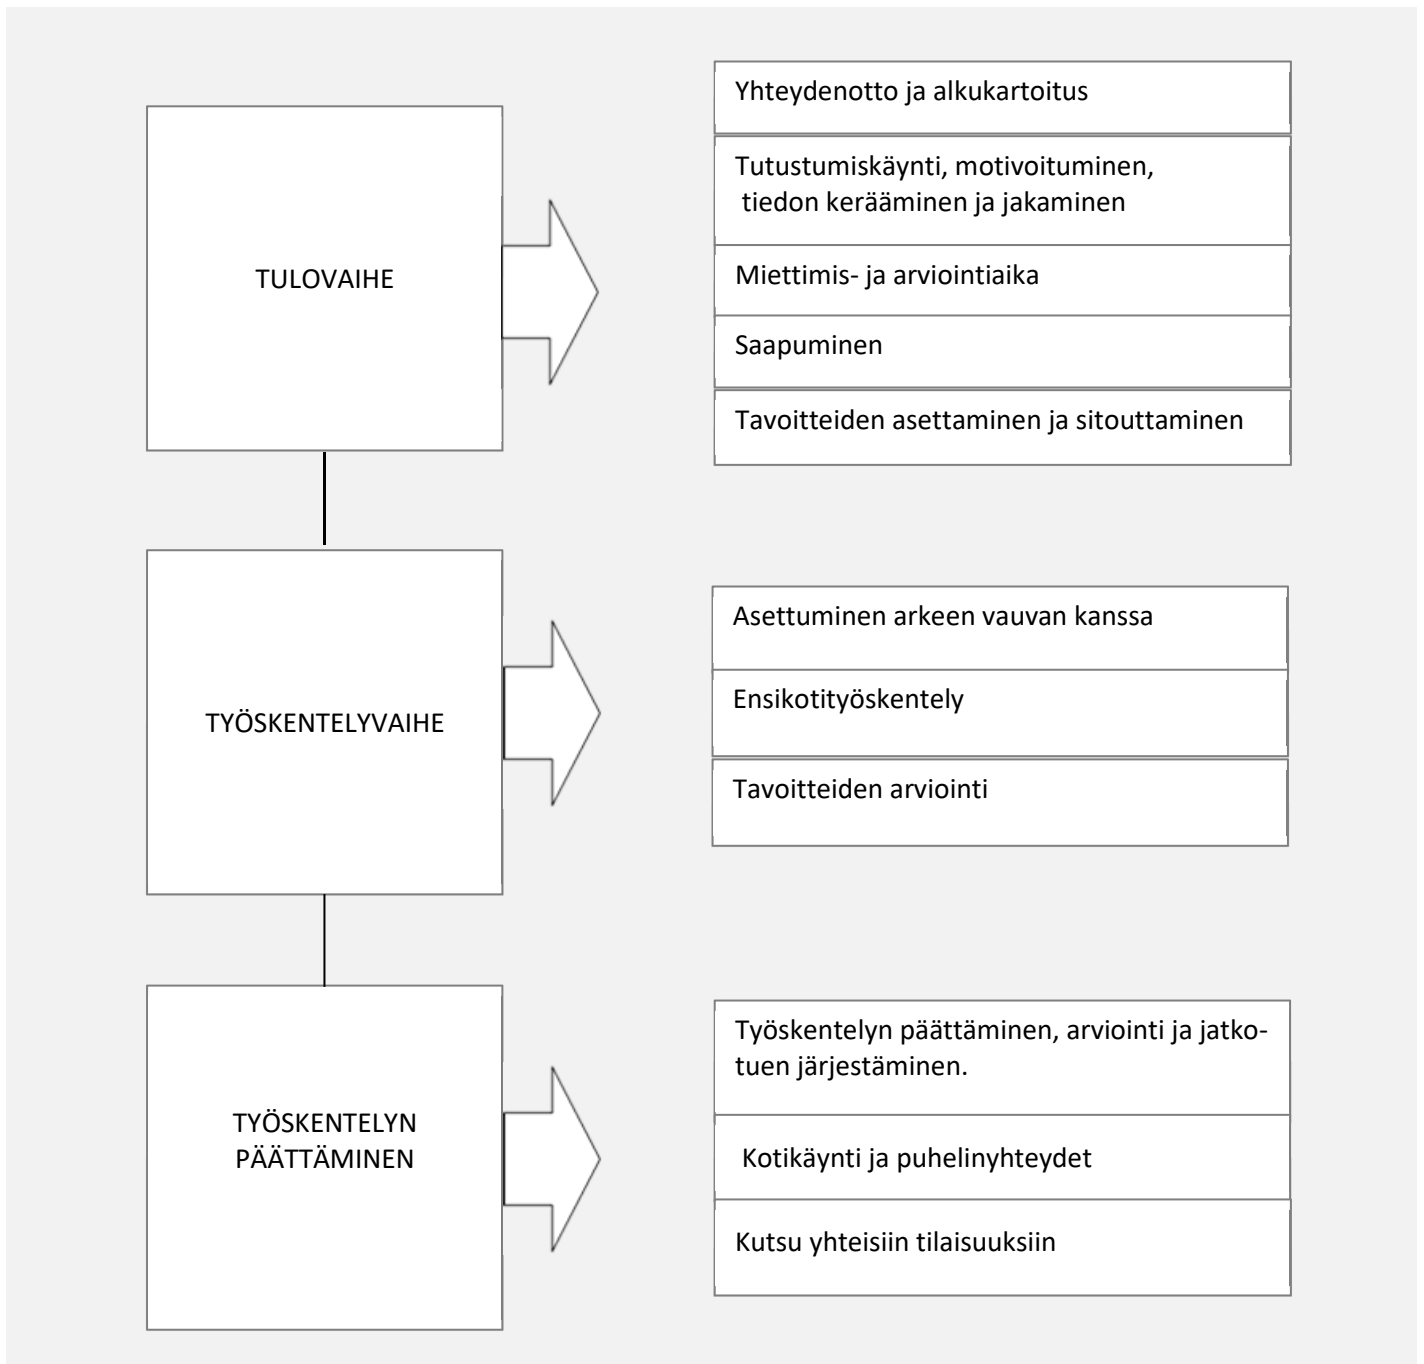 TULOVAIHE
Yhteydenotto ja alkukartoitus
Tutustumiskäynti, motivoituminen,
tiedon kerääminen ja jakaminen
Miettimis- ja arviointiaika
Saapuminen
Tavoitteiden asettaminen ja sitouttaminen
TYÖSKENTELYVAIHE
Asettuminen arkeen vauvan kanssa
Ensikotityöskentely
Tavoitteiden arviointi
TYÖSKENTELYN
PÄÄTTÄMINEN
Työskentelyn päättäminen, arviointi ja jatko-
tuen järjestäminen.
Kotikäynti ja puhelinyhteydet
Kutsu yhteisiin tilaisuuksiin